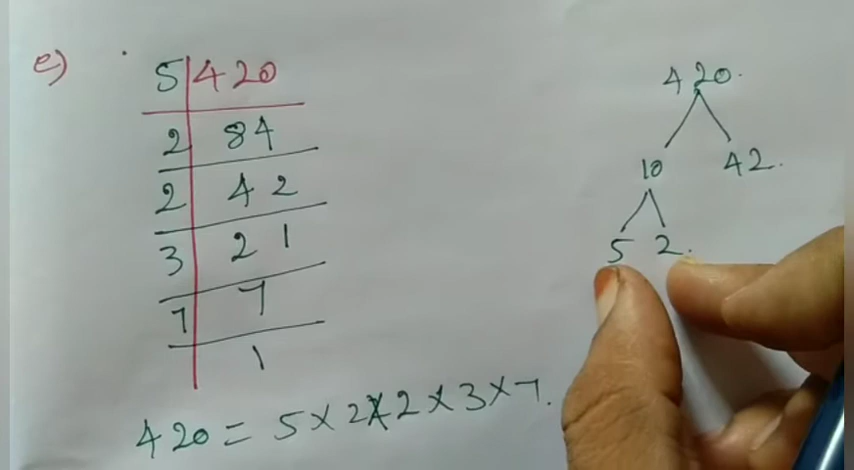 e)
5 | 420
2 | 84
2 | 42
3 | 21
7 | 7
1
420 = 5 × 2 × 2 × 3 × 7.
420.
10 42.
5 2.